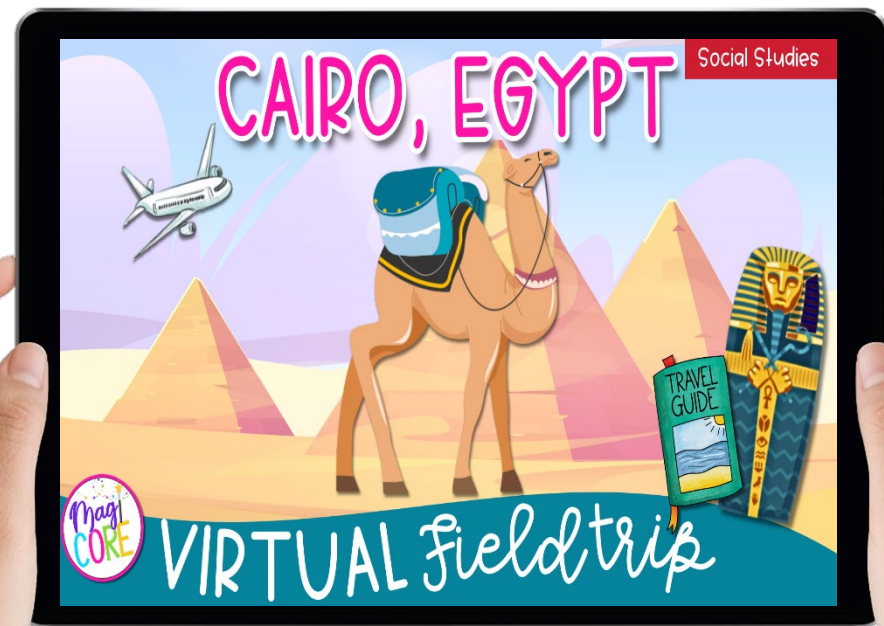 CAIRO, EGYPT
Social Studies
TRAVEL
GUIDE
MagI
CORE
VIRTUAL Fieldtrip